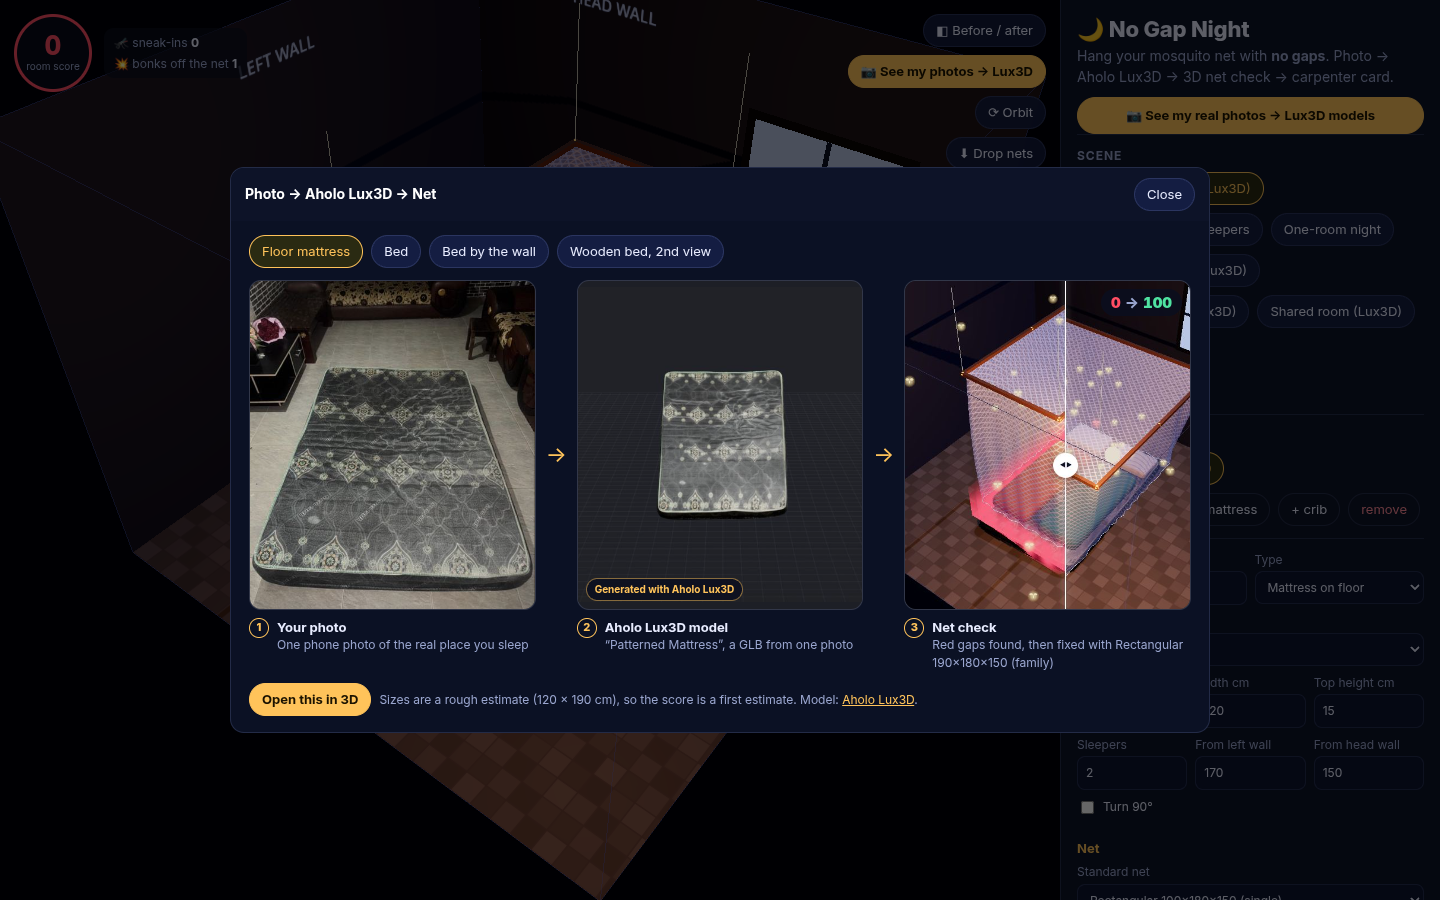 0
room score
sneak-ins 0
bonks off the net 1
LEFT WALL
EAD WALL
Before / after
See my photos → Lux3D
Orbit
Drop nets
🌙 No Gap Night
Hang your mosquito net with no gaps. Photo →
Aholo Lux3D → 3D net check → carpenter card.
See my real photos → Lux3D models
SCENE
Lux3D)
eepers
One-room night
ux3D)
x3D)
Shared room (Lux3D)
Photo → Aholo Lux3D → Net
Close
Floor mattress
Bed
Bed by the wall
Wooden bed, 2nd view
0 → 100
Generated with Aholo Lux3D
1 Your photo
One phone photo of the real place you sleep
2 Aholo Lux3D model
“Patterned Mattress”, a GLB from one photo
3 Net check
Red gaps found, then fixed with Rectangular
190×180×150 (family)
Open this in 3D
Sizes are a rough estimate (120 × 190 cm), so the score is a first estimate. Model: Aholo Lux3D.
mattress
+ crib
remove
Type
Mattress on floor
dth cm
Top height cm
20
15
Sleepers
From left wall
From head wall
2
170
150
Turn 90°
Net
Standard net
Rectangular 100×180×150 (single)